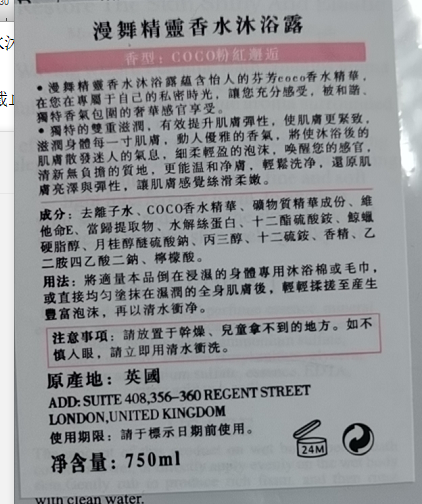 漫舞精靈香水沐浴露
香型：COCO粉紅邂逅
• 漫舞精靈香水沐浴露蘊含怡人的芬芳coco香水精華，
在您在專屬于自己的私密時光，讓您充分感受，被和諧、
獨特香氣包圍的奢華感官享受。
• 獨特的雙重滋潤，有效提升肌膚彈性，使肌膚更緊致，
滋潤身體每一寸肌膚，動人優雅的香氣，將使沐浴後的
肌膚散發迷人的氣息，細柔輕盈的泡沫，喚醒您的感官，
清新無負擔的質地，更能温和净膚，輕鬆洗净，還原肌
膚亮澤與彈性，讓肌膚感覺絲滑柔嫩。
成分：去離子水、COCO香水精華、礦物質精華成份、維
他命E、當歸提取物、水解絲蛋白、十二酯硫酸銨、鯨蠟
硬脂醇、月桂醇醚硫酸鈉、丙三醇、十二硫銨、香精、乙
二胺四乙酸二鈉、檸檬酸。
用法：將適量本品倒在浸濕的身體專用沐浴棉或毛巾，
或直接均匀塗抹在濕潤的全身肌膚後，輕輕揉搓至産生
豐富泡沫，再以清水衝净。
注意事項：請放置于幹燥、兒童拿不到的地方。如不
慎人眼，請立即用清水衝洗。
原產地：英國
ADD: SUITE 408,356-360 REGENT STREET
LONDON,UNITED KINGDOM
使用期限：請于標示日期前使用。
24M
凈含量：750ml
with clean water.